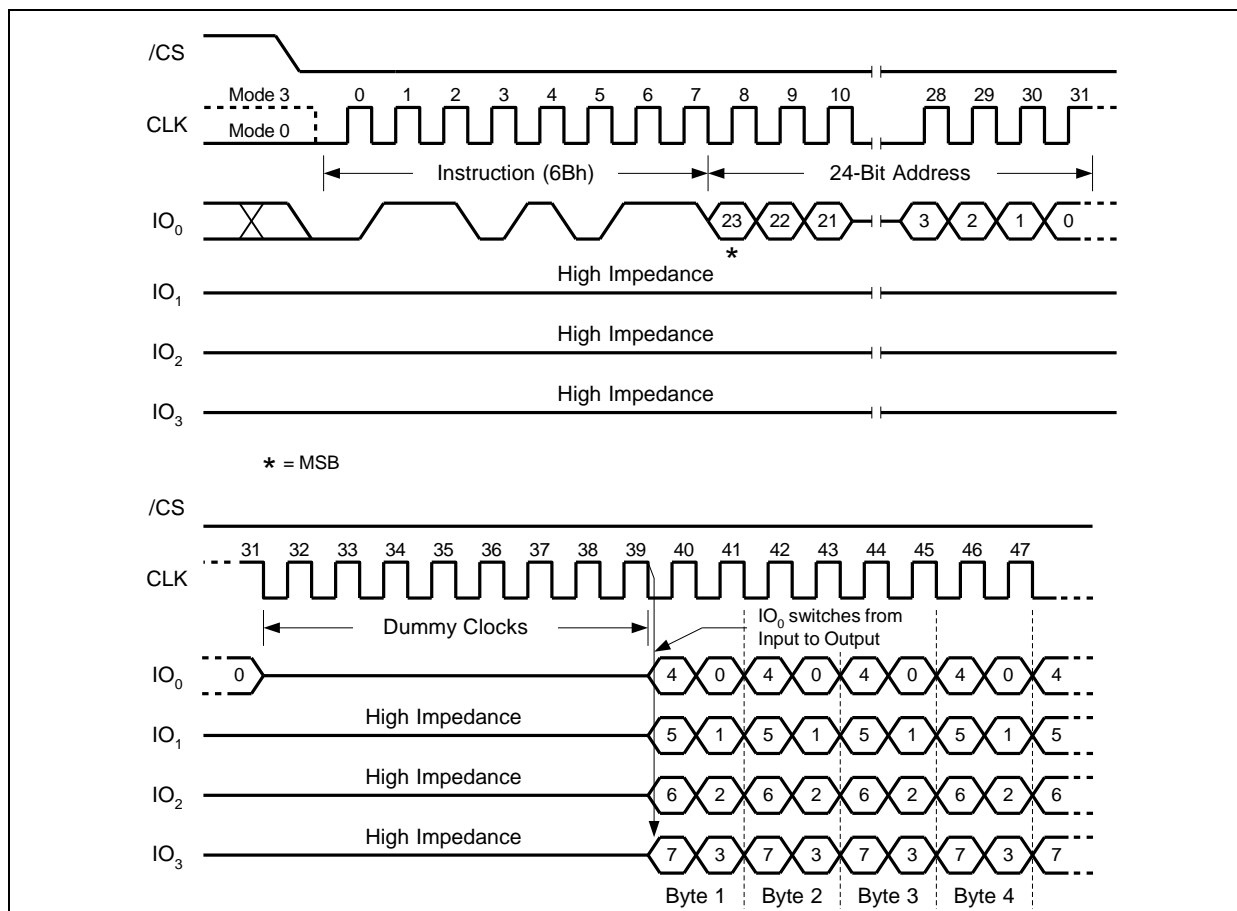 /CS
Mode 3 0 1 2 3 4 5 6 7 8 9 10 28 29 30 31
CLK
Mode 0
Instruction (6Bh) 24-Bit Address
IO0 23 22 21 3 2 1 0
*
High Impedance
IO1
High Impedance
IO2
High Impedance
IO3
* = MSB
/CS
31 32 33 34 35 36 37 38 39 40 41 42 43 44 45 46 47
CLK
Dummy Clocks
IO0 switches from
Input to Output
IO0 0 4 0 4 0 4 0 4 0 4
High Impedance
IO1 5 1 5 1 5 1 5 1 5
High Impedance
IO2 6 2 6 2 6 2 6 2 6
High Impedance
IO3 7 3 7 3 7 3 7 3 7
Byte 1 Byte 2 Byte 3 Byte 4